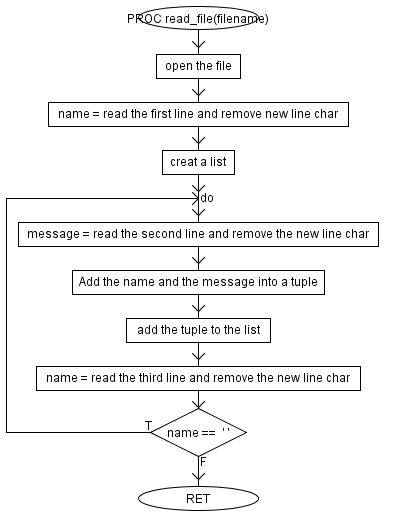 PROC read_file(filename)
open the file
name = read the first line and remove new line char
creat a list
do
message = read the second line and remove the new line char
Add the name and the message into a tuple
add the tuple to the list
name = read the third line and remove the new line char
T
name == ' '
F
RET